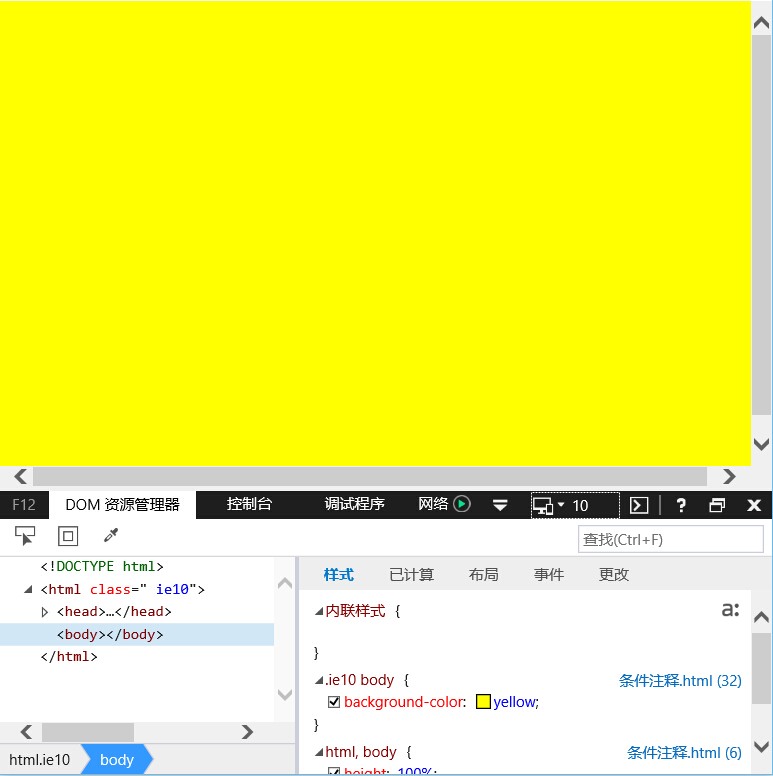 F12 DOM 资源管理器 控制台 调试程序 网络 10 ?
查找(Ctrl+F)
<!DOCTYPE html>
<html class=" ie10">
<head>…</head>
<body></body>
</html>
html.ie10 body
样式 已计算 布局 事件 更改
内联样式 {
a:
}
.ie10 body { 条件注释.html (32)
background-color: yellow;
}
html, body { 条件注释.html (6)
height: 100%;